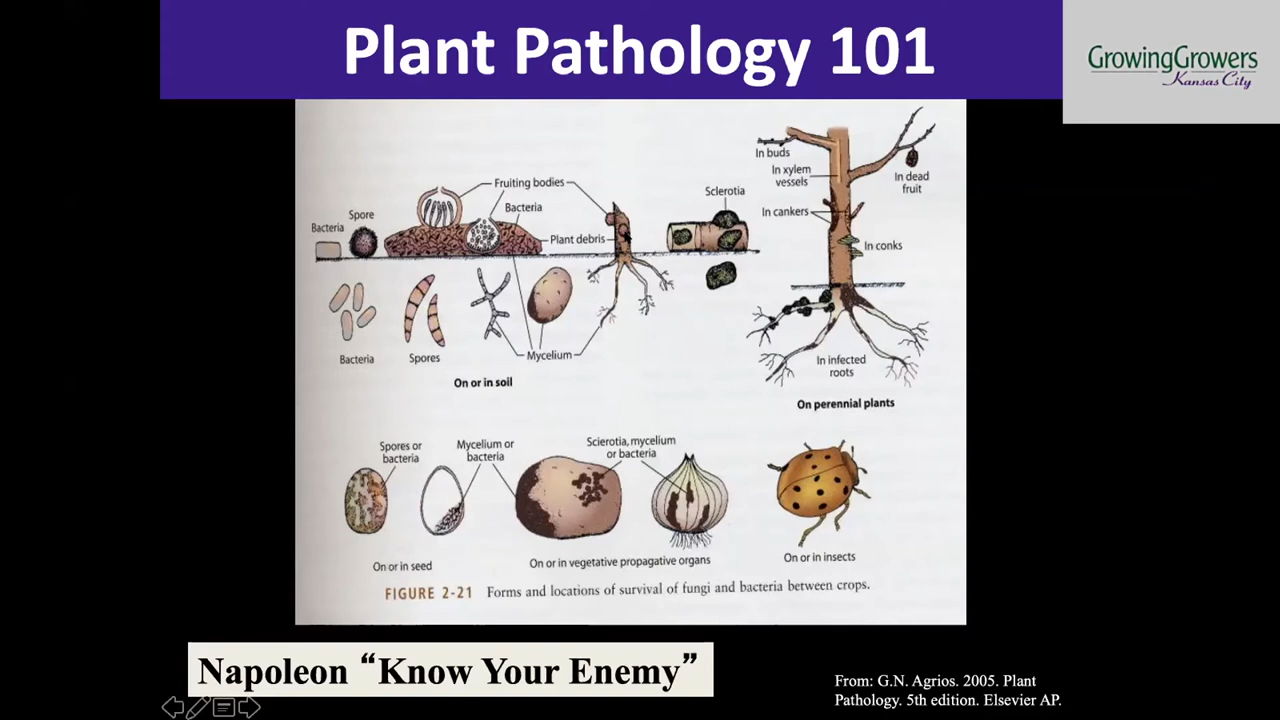 Plant Pathology 101
GrowingGrowers
Kansas City
Fruiting bodies
Bacteria
Spore
Bacteria
Plant debris
Sclerotia
In buds
In xylem
vessels
In dead
fruit
In cankers
In conks
Bacteria
Spores
Mycelium
On or in soil
In infected
roots
On perennial plants
Spores or
bacteria
Mycelium or
bacteria
Sclerotia, mycelium
or bacteria
On or in seed
On or in vegetative propagative organs
On or in insects
FIGURE 2-21 Forms and locations of survival of fungi and bacteria between crops.
Napoleon “Know Your Enemy”
From: G.N. Agrios. 2005. Plant
Pathology. 5th edition. Elsevier AP.